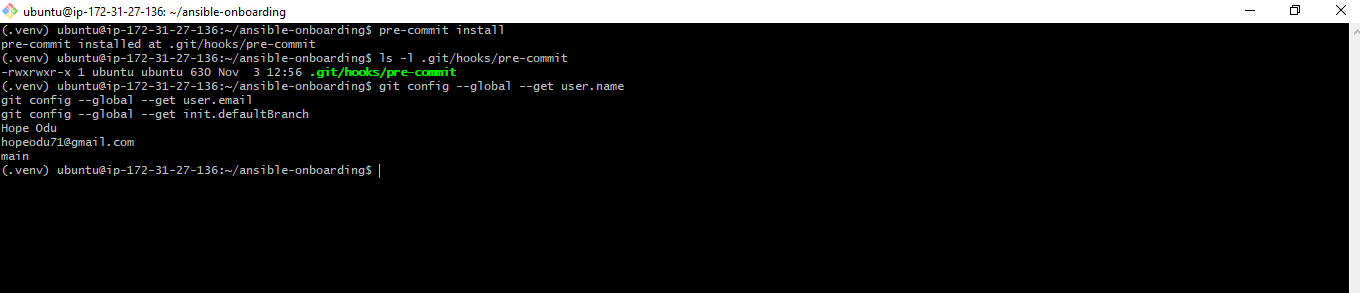 ubuntu@ip-172-31-27-136: ~/ansible-onboarding
(.venv) ubuntu@ip-172-31-27-136:~/ansible-onboarding$ pre-commit install
pre-commit installed at .git/hooks/pre-commit
(.venv) ubuntu@ip-172-31-27-136:~/ansible-onboarding$ ls -l .git/hooks/pre-commit
-rwxrwxr-x 1 ubuntu ubuntu 630 Nov  3 12:56 .git/hooks/pre-commit
(.venv) ubuntu@ip-172-31-27-136:~/ansible-onboarding$ git config --global --get user.name
git config --global --get user.email
git config --global --get init.defaultBranch
Hope Odu
hopeodu71@gmail.com
main
(.venv) ubuntu@ip-172-31-27-136:~/ansible-onboarding$